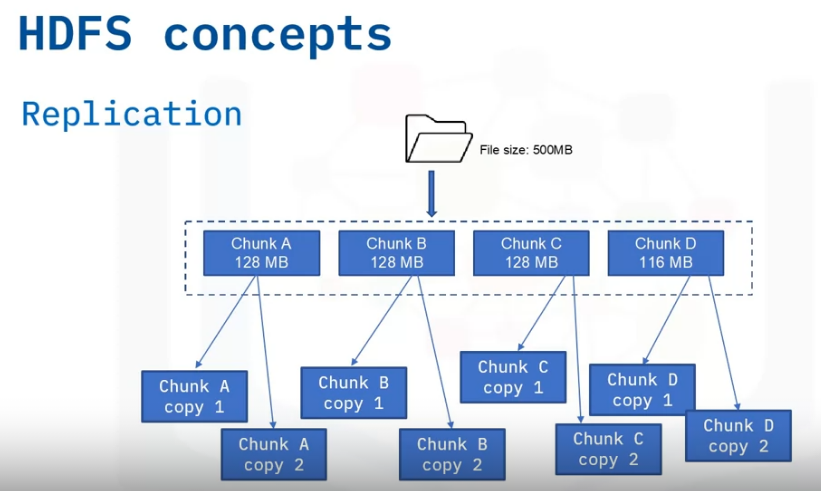 HDFS concepts
Replication
File size: 500MB
Chunk A
128 MB
Chunk B
128 MB
Chunk C
128 MB
Chunk D
116 MB
Chunk A
copy 1
Chunk A
copy 2
Chunk B
copy 1
Chunk B
copy 2
Chunk C
copy 1
Chunk C
copy 2
Chunk D
copy 1
Chunk D
copy 2